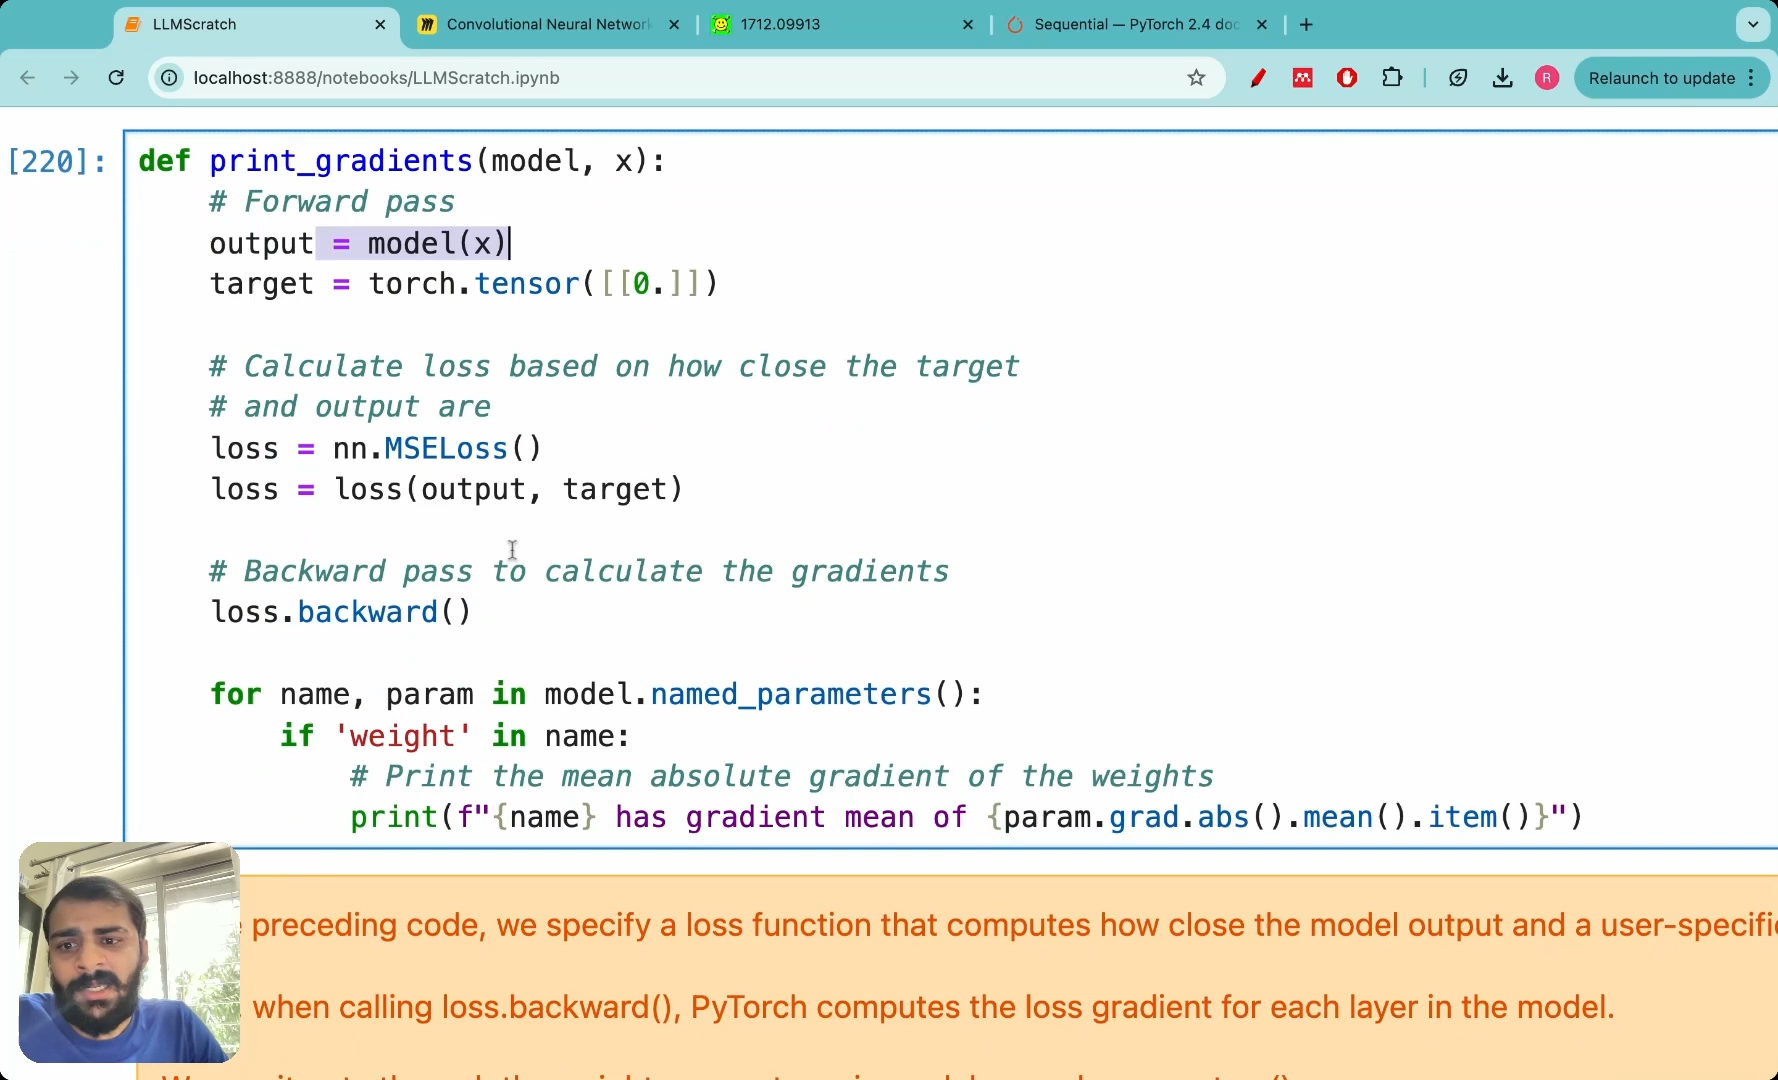 LLMScratch
Convolutional Neural Network
1712.09913
Sequential — PyTorch 2.4 doc
localhost:8888/notebooks/LLMScratch.ipynb
R
Relaunch to update
[220]:
def print_gradients(model, x):
# Forward pass
output = model(x)
target = torch.tensor([[0.]])
# Calculate loss based on how close the target
# and output are
loss = nn.MSELoss()
loss = loss(output, target)
# Backward pass to calculate the gradients
loss.backward()
for name, param in model.named_parameters():
if 'weight' in name:
# Print the mean absolute gradient of the weights
print(f"{name} has gradient mean of {param.grad.abs().mean().item()}")
preceding code, we specify a loss function that computes how close the model output and a user-specifi
when calling loss.backward(), PyTorch computes the loss gradient for each layer in the model.